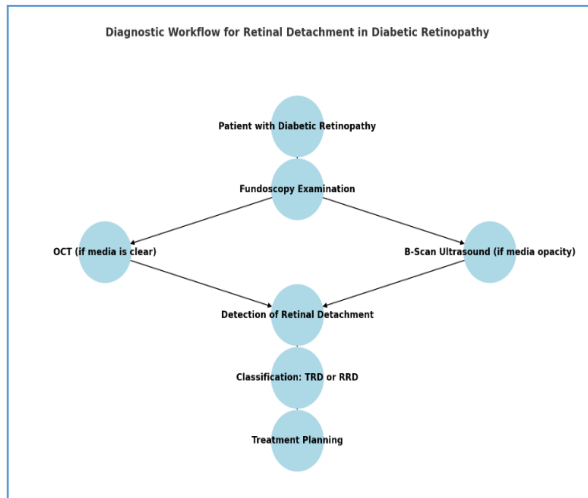 Diagnostic Workflow for Retinal Detachment in Diabetic Retinopathy
Patient with Diabetic Retinopathy
Fundoscopy Examination
OCT (if media is clear)
B-Scan Ultrasound (if media opacity)
Detection of Retinal Detachment
Classification: TRD or RRD
Treatment Planning